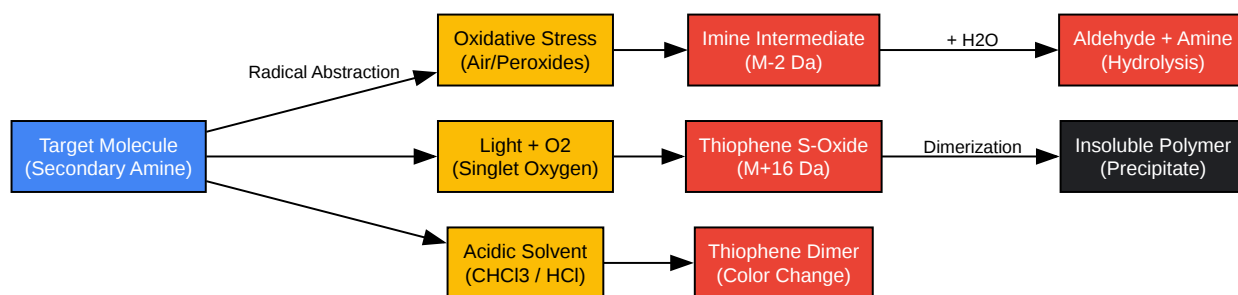 Oxidative Stress
(Air/Peroxides)
Imine Intermediate
(M-2 Da)
+ H2O
Aldehyde + Amine
(Hydrolysis)
Radical Abstraction
Target Molecule
(Secondary Amine)
Light + O2
(Singlet Oxygen)
Thiophene S-Oxide
(M+16 Da)
Dimerization
Insoluble Polymer
(Precipitate)
Acidic Solvent
(CHCl3 / HCl)
Thiophene Dimer
(Color Change)